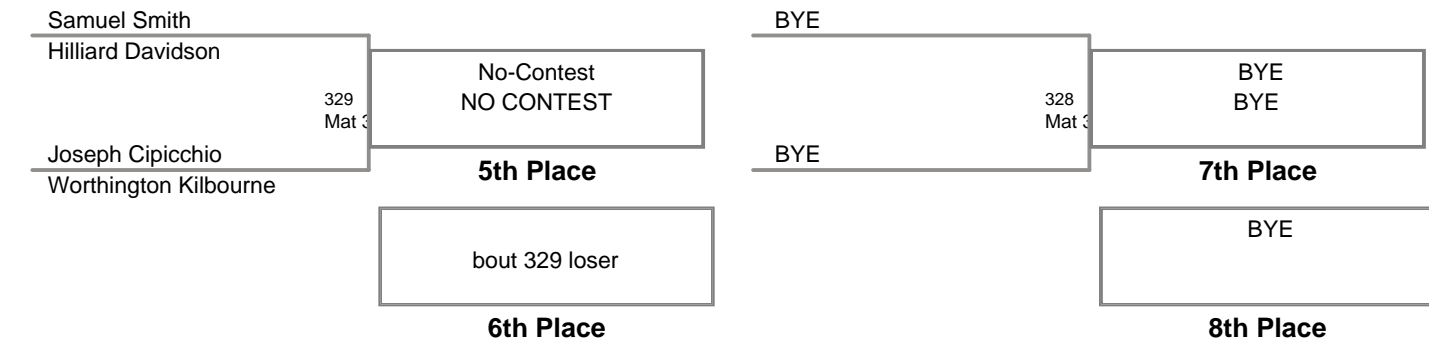 Samuel Smith
Hilliard Davidson
329
Mat 3
Joseph Cipicchio
Worthington Kilbourne
No-Contest
NO CONTEST
5th Place
bout 329 loser
6th Place
BYE
328
Mat 3
BYE
BYE
BYE
7th Place
BYE
8th Place